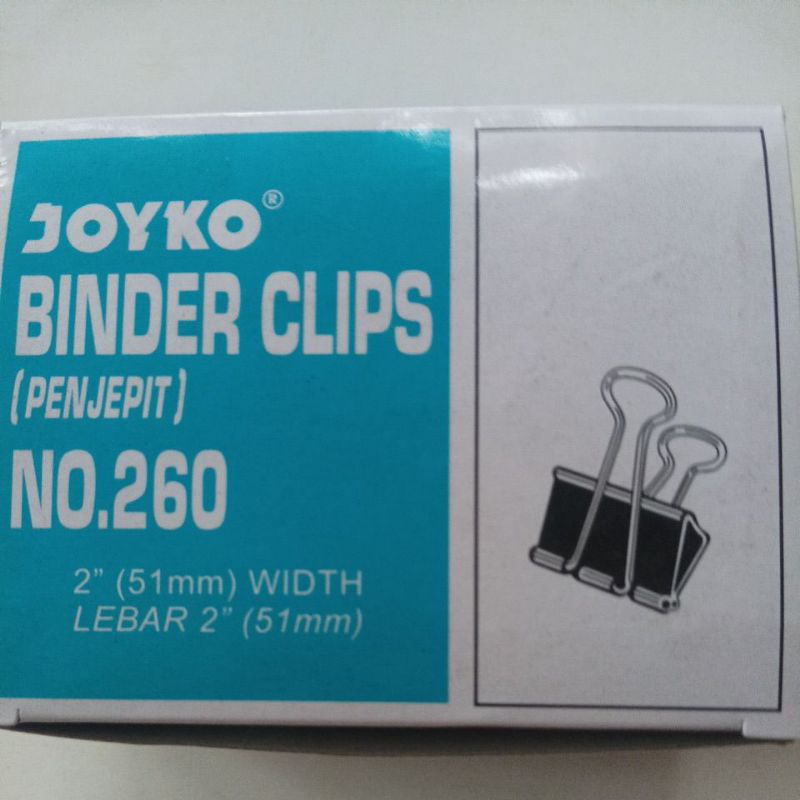 JOYKO®
BINDER CLIPS
(PENJEPIT)
NO.260
2” (51mm) WIDTH
LEBAR 2” (51mm)